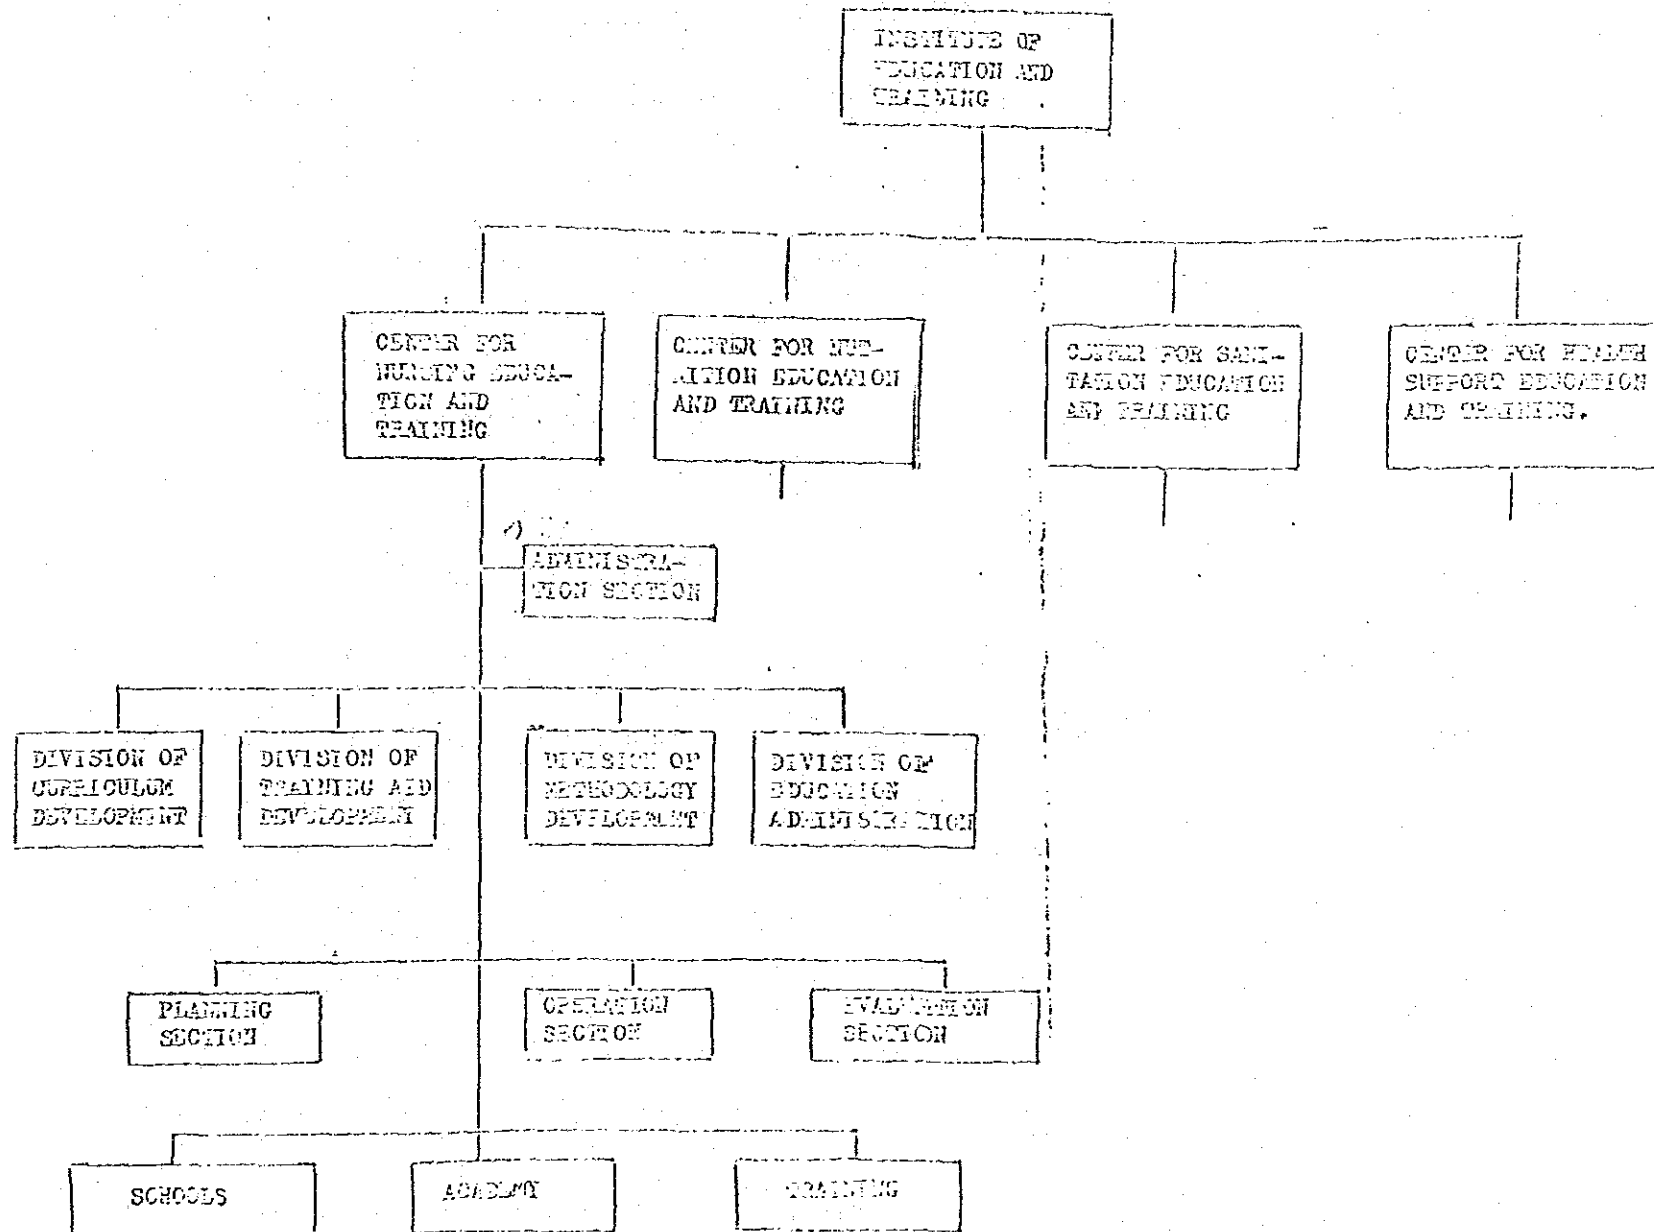 INSTITUTE OF
EDUCATION AND
TRAINING
CENTER FOR
NURSING EDUCA-
TION AND
TRAINING
CENTER FOR NUT-
RITION EDUCATION
AND TRAINING
CENTER FOR SANI-
TATION EDUCATION
AND TRAINING
CENTER FOR HEALTH
SUPPORT EDUCATION
AND TRAINING.
ADMINISTRA-
TION SECTION
DIVISION OF
CURRICULUM
DEVELOPMENT
DIVISION OF
TRAINING AID
DEVELOPMENT
DIVISION OF
METHODOLOGY
DEVELOPMENT
DIVISION OF
EDUCATION
ADMINISTRATION
PLANNING
SECTION
OPERATION
SECTION
EVALUATION
SECTION
SCHOOLS
ACADEMY
TRAINING